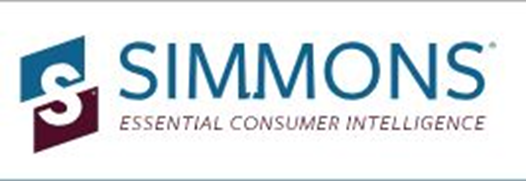 S
SIMMONS
ESSENTIAL CONSUMER INTELLIGENCE